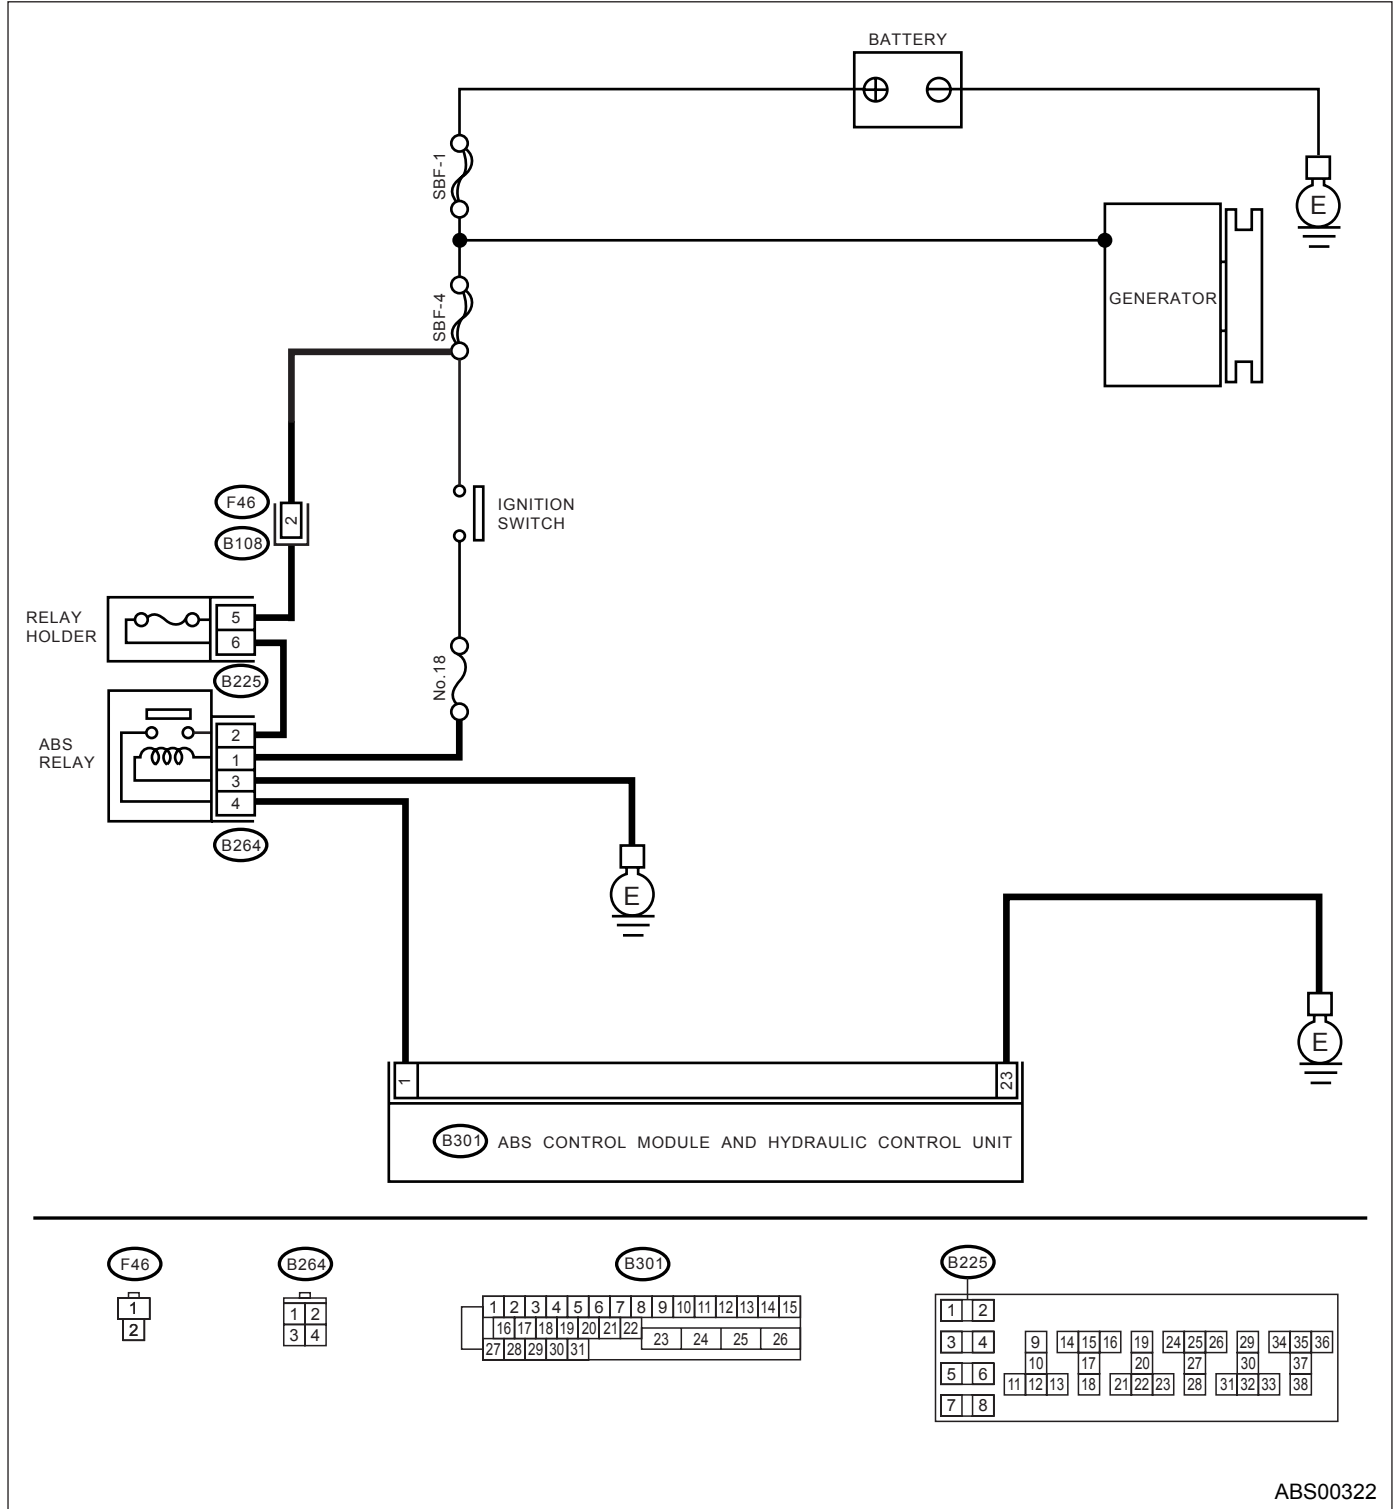 BATTERY
SBF-1
E
GENERATOR
SBF-4
F46
2
B108
IGNITION
SWITCH
RELAY
HOLDER
5
6
B225
No.18
ABS
RELAY
2
1
3
4
B264
E
E
1
23
B301 ABS CONTROL MODULE AND HYDRAULIC CONTROL UNIT
F46
1
2
B264
1 2
3 4
B301
1 2 3 4 5 6 7 8 9 10 11 12 13 14 15
16 17 18 19 20 21 22 23 24 25 26
27 28 29 30 31
B225
1 2
3 4
5 6
7 8
9 14 15 16 19 24 25 26 29 34 35 36
10 17 20 27 30 37
11 12 13 18 21 22 23 28 31 32 33 38
ABS00322